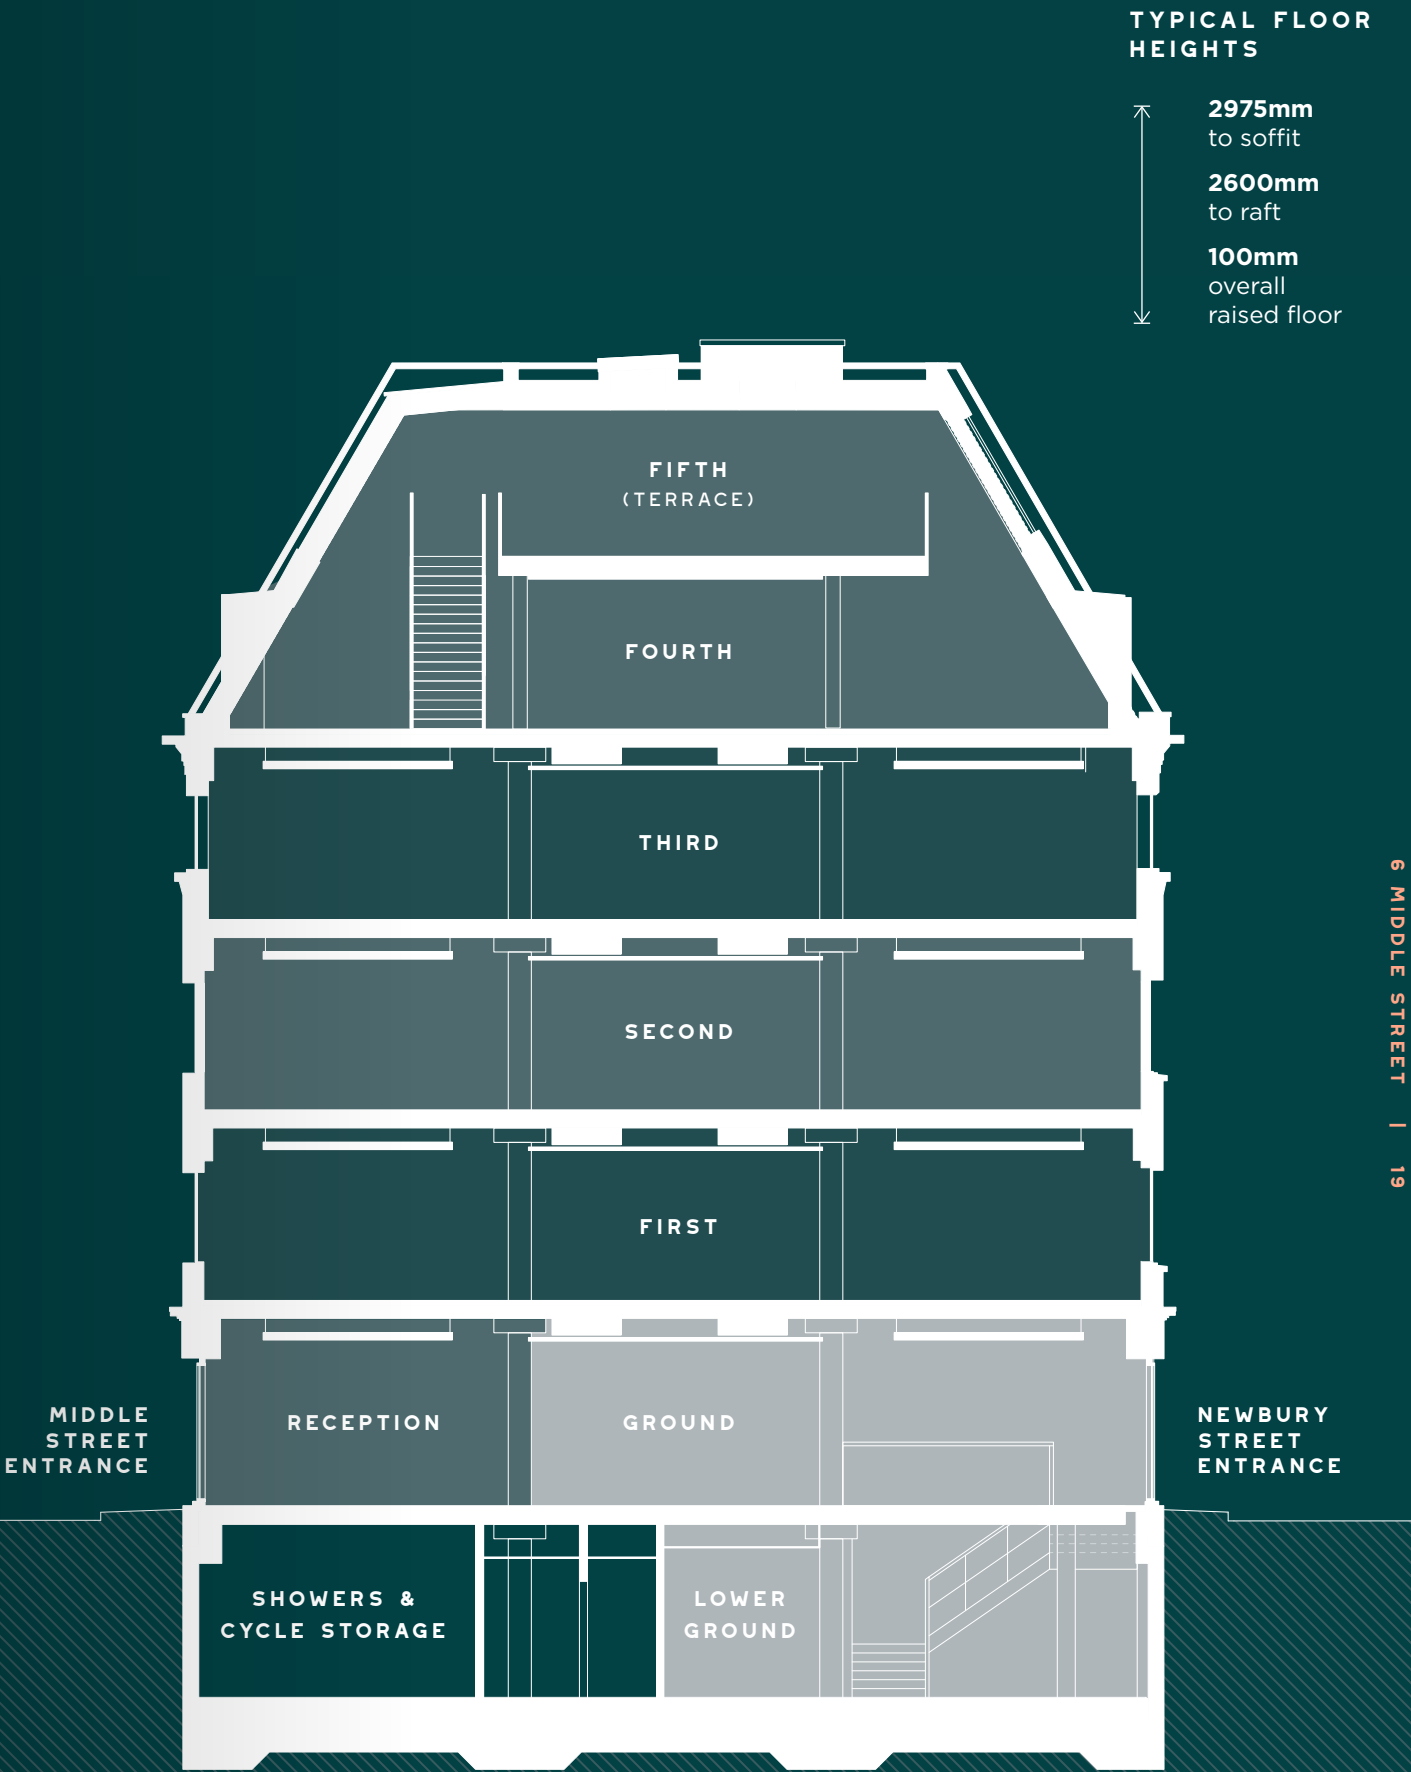 TYPICAL FLOOR
HEIGHTS
2975mm
to soffit
2600mm
to raft
100mm
overall
raised floor
FIFTH
(TERRACE)
FOURTH
THIRD
SECOND
FIRST
RECEPTION
GROUND
MIDDLE
STREET
ENTRANCE
NEWBURY
STREET
ENTRANCE
SHOWERS &
CYCLE STORAGE
LOWER
GROUND
6 MIDDLE STREET | 19